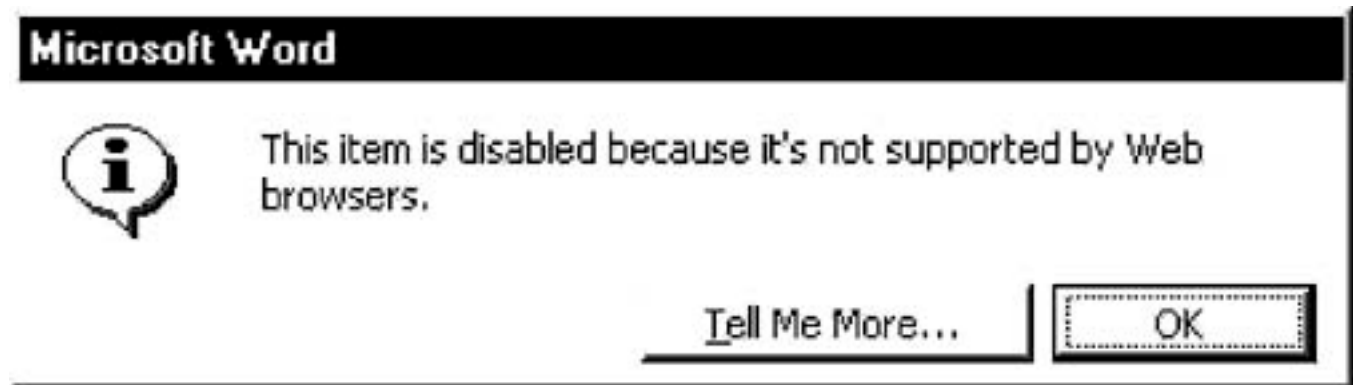 Microsoft Word
This item is disabled because it's not supported by Web
browsers.
Tell Me More...
OK